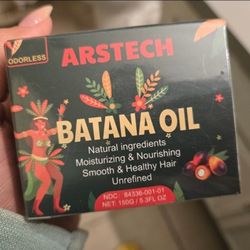 ODORLESS
ARSTECH
BATANA OIL
Natural ingredients
Moisturizing & Nourishing
Smooth & Healthy Hair
Unrefined
NDC: 84336-001-01
NET: 150G / 5.3FL OZ